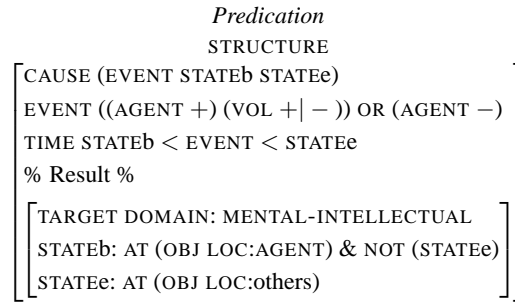 Predication
STRUCTURE
CAUSE (EVENT STATEb STATEe)
EVENT ((AGENT +) (VOL +| − )) OR (AGENT −)
TIME STATEb < EVENT < STATEe
% Result %
TARGET DOMAIN: MENTAL-INTELLECTUAL
STATEb: AT (OBJ LOC:AGENT) & NOT (STATEe)
STATEe: AT (OBJ LOC:others)